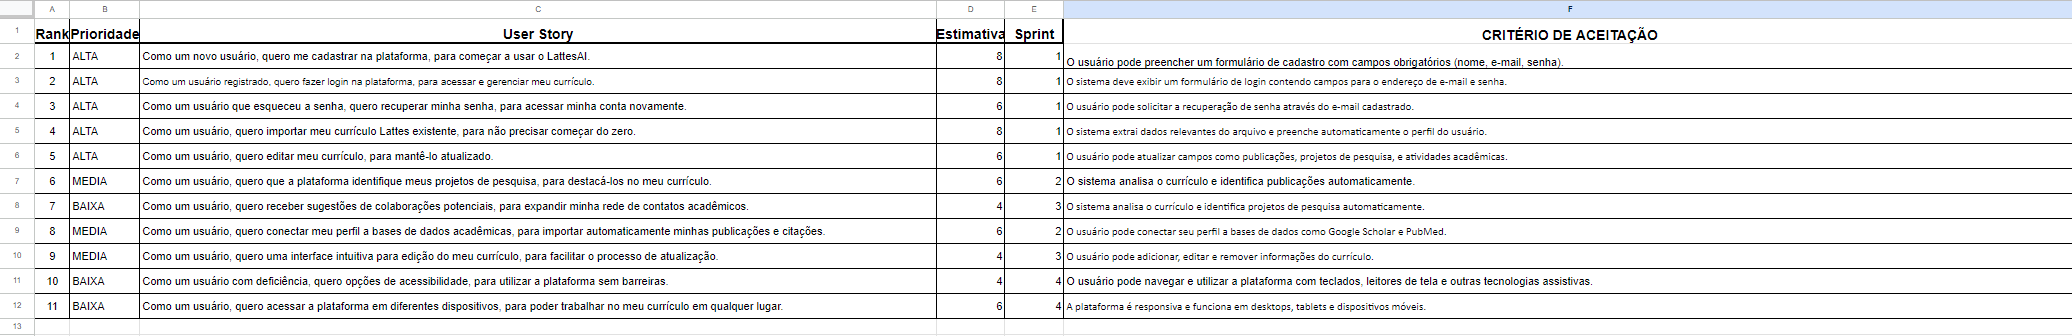 A B C D E F
1 Rank Prioridade User Story Estimativa Sprint CRITÉRIO DE ACEITAÇÃO
2 1 ALTA Como um novo usuário, quero me cadastrar na plataforma, para começar a usar o LattesAI. 8 1 O usuário pode preencher um formulário de cadastro com campos obrigatórios (nome, e-mail, senha).
3 2 ALTA Como um usuário registrado, quero fazer login na plataforma, para acessar e gerenciar meu currículo. 8 1 O sistema deve exibir um formulário de login contendo campos para o endereço de e-mail e senha.
4 3 ALTA Como um usuário que esqueceu a senha, quero recuperar minha senha, para acessar minha conta novamente. 6 1 O usuário pode solicitar a recuperação de senha através do e-mail cadastrado.
5 4 ALTA Como um usuário, quero importar meu currículo Lattes existente, para não precisar começar do zero. 8 1 O sistema extrai dados relevantes do arquivo e preenche automaticamente o perfil do usuário.
6 5 ALTA Como um usuário, quero editar meu currículo, para mantê-lo atualizado. 6 1 O usuário pode atualizar campos como publicações, projetos de pesquisa, e atividades acadêmicas.
7 6 MEDIA Como um usuário, quero que a plataforma identifique meus projetos de pesquisa, para destacá-los no meu currículo. 6 2 O sistema analisa o currículo e identifica publicações automaticamente.
8 7 BAIXA Como um usuário, quero receber sugestões de colaborações potenciais, para expandir minha rede de contatos acadêmicos. 4 3 O sistema analisa o currículo e identifica projetos de pesquisa automaticamente.
9 8 MEDIA Como um usuário, quero conectar meu perfil a bases de dados acadêmicas, para importar automaticamente minhas publicações e citações. 6 2 O usuário pode conectar seu perfil a bases de dados como Google Scholar e PubMed.
10 9 MEDIA Como um usuário, quero uma interface intuitiva para edição do meu currículo, para facilitar o processo de atualização. 4 3 O usuário pode adicionar, editar e remover informações do currículo.
11 10 BAIXA Como um usuário com deficiência, quero opções de acessibilidade, para utilizar a plataforma sem barreiras. 4 4 O usuário pode navegar e utilizar a plataforma com teclados, leitores de tela e outras tecnologias assistivas.
12 11 BAIXA Como um usuário, quero acessar a plataforma em diferentes dispositivos, para poder trabalhar no meu currículo em qualquer lugar. 6 4 A plataforma é responsiva e funciona em desktops, tablets e dispositivos móveis.
13